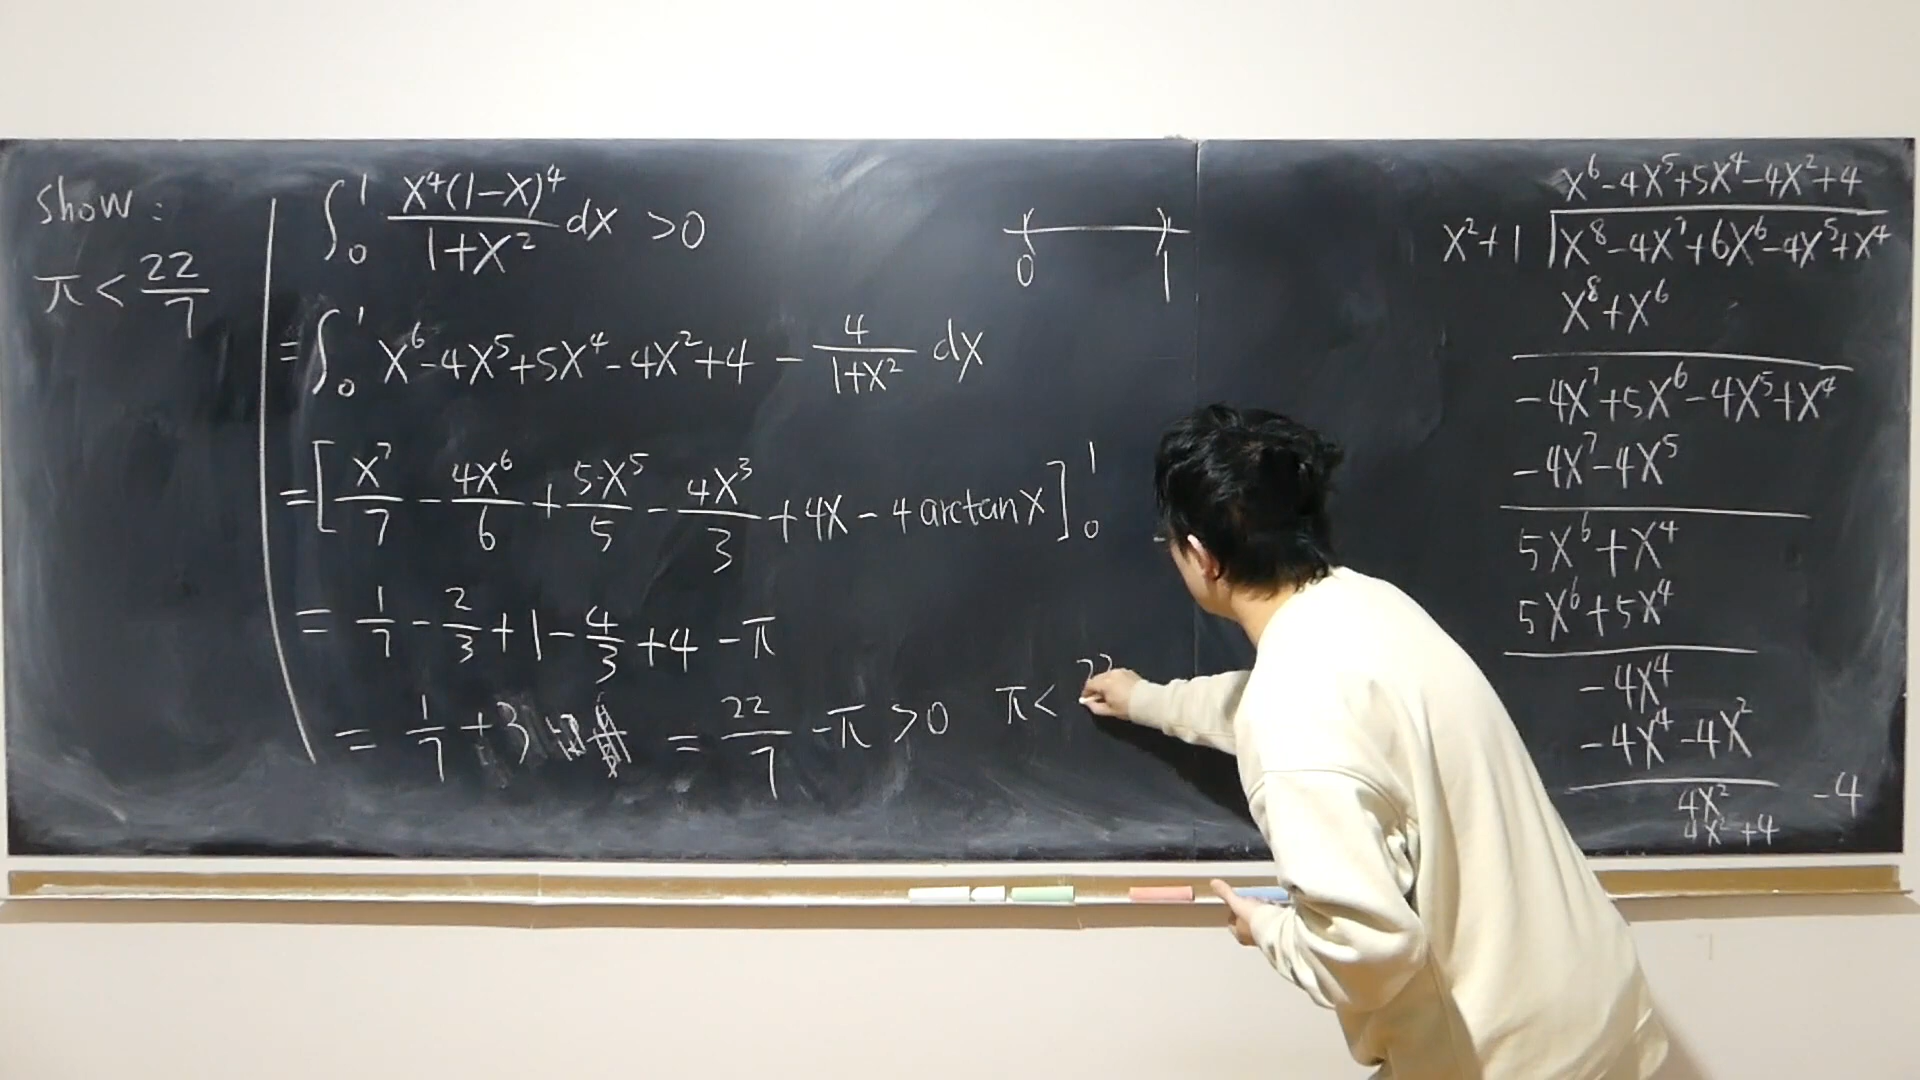 show:
π < 22/7
∫₀¹ x⁴(1-x)⁴/(1+x²) dx > 0
0 1
= ∫₀¹ x⁶-4x⁵+5x⁴-4x²+4 - 4/(1+x²) dx
= [x⁷/7 - 4x⁶/6 + 5·x⁵/5 - 4x³/3 + 4x - 4 arctan x]₀¹
= 1/7 - 2/3 + 1 - 4/3 + 4 - π
= 1/7 + 3 = 22/7 - π > 0 π < 22
x⁶-4x⁵+5x⁴-4x²+4
x²+1 x⁸-4x⁷+6x⁶-4x⁵+x⁴
x⁸+x⁶
-4x⁷+5x⁶-4x⁵+x⁴
-4x⁷-4x⁵
5x⁶+x⁴
5x⁶+5x⁴
-4x⁴
-4x⁴-4x²
4x² -4
4x²+4